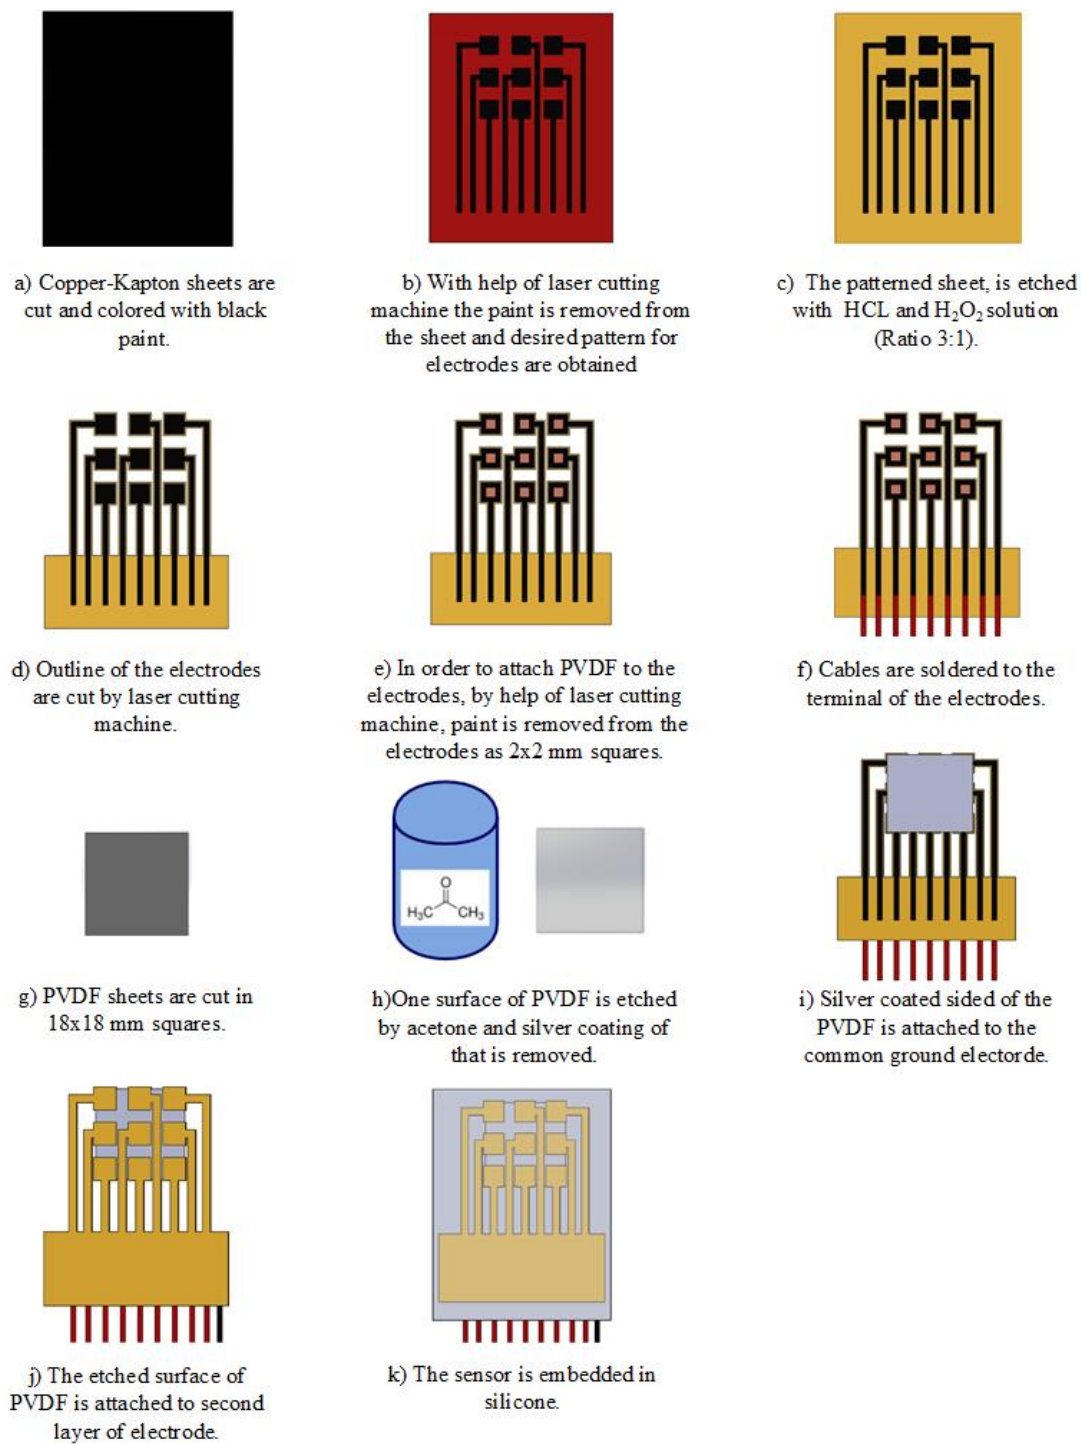 a) Copper-Kapton sheets are
cut and colored with black
paint.
b) With help of laser cutting
machine the paint is removed from
the sheet and desired pattern for
electrodes are obtained
c) The patterned sheet, is etched
with HCL and H₂O₂ solution
(Ratio 3:1).
d) Outline of the electrodes
are cut by laser cutting
machine.
e) In order to attach PVDF to the
electrodes, by help of laser cutting
machine, paint is removed from the
electrodes as 2x2 mm squares.
f) Cables are soldered to the
terminal of the electrodes.
g) PVDF sheets are cut in
18x18 mm squares.
O
H₃C CH₃
h)One surface of PVDF is etched
by acetone and silver coating of
that is removed.
i) Silver coated sided of the
PVDF is attached to the
common ground electorde.
j) The etched surface of
PVDF is attached to second
layer of electrode.
k) The sensor is embedded in
silicone.